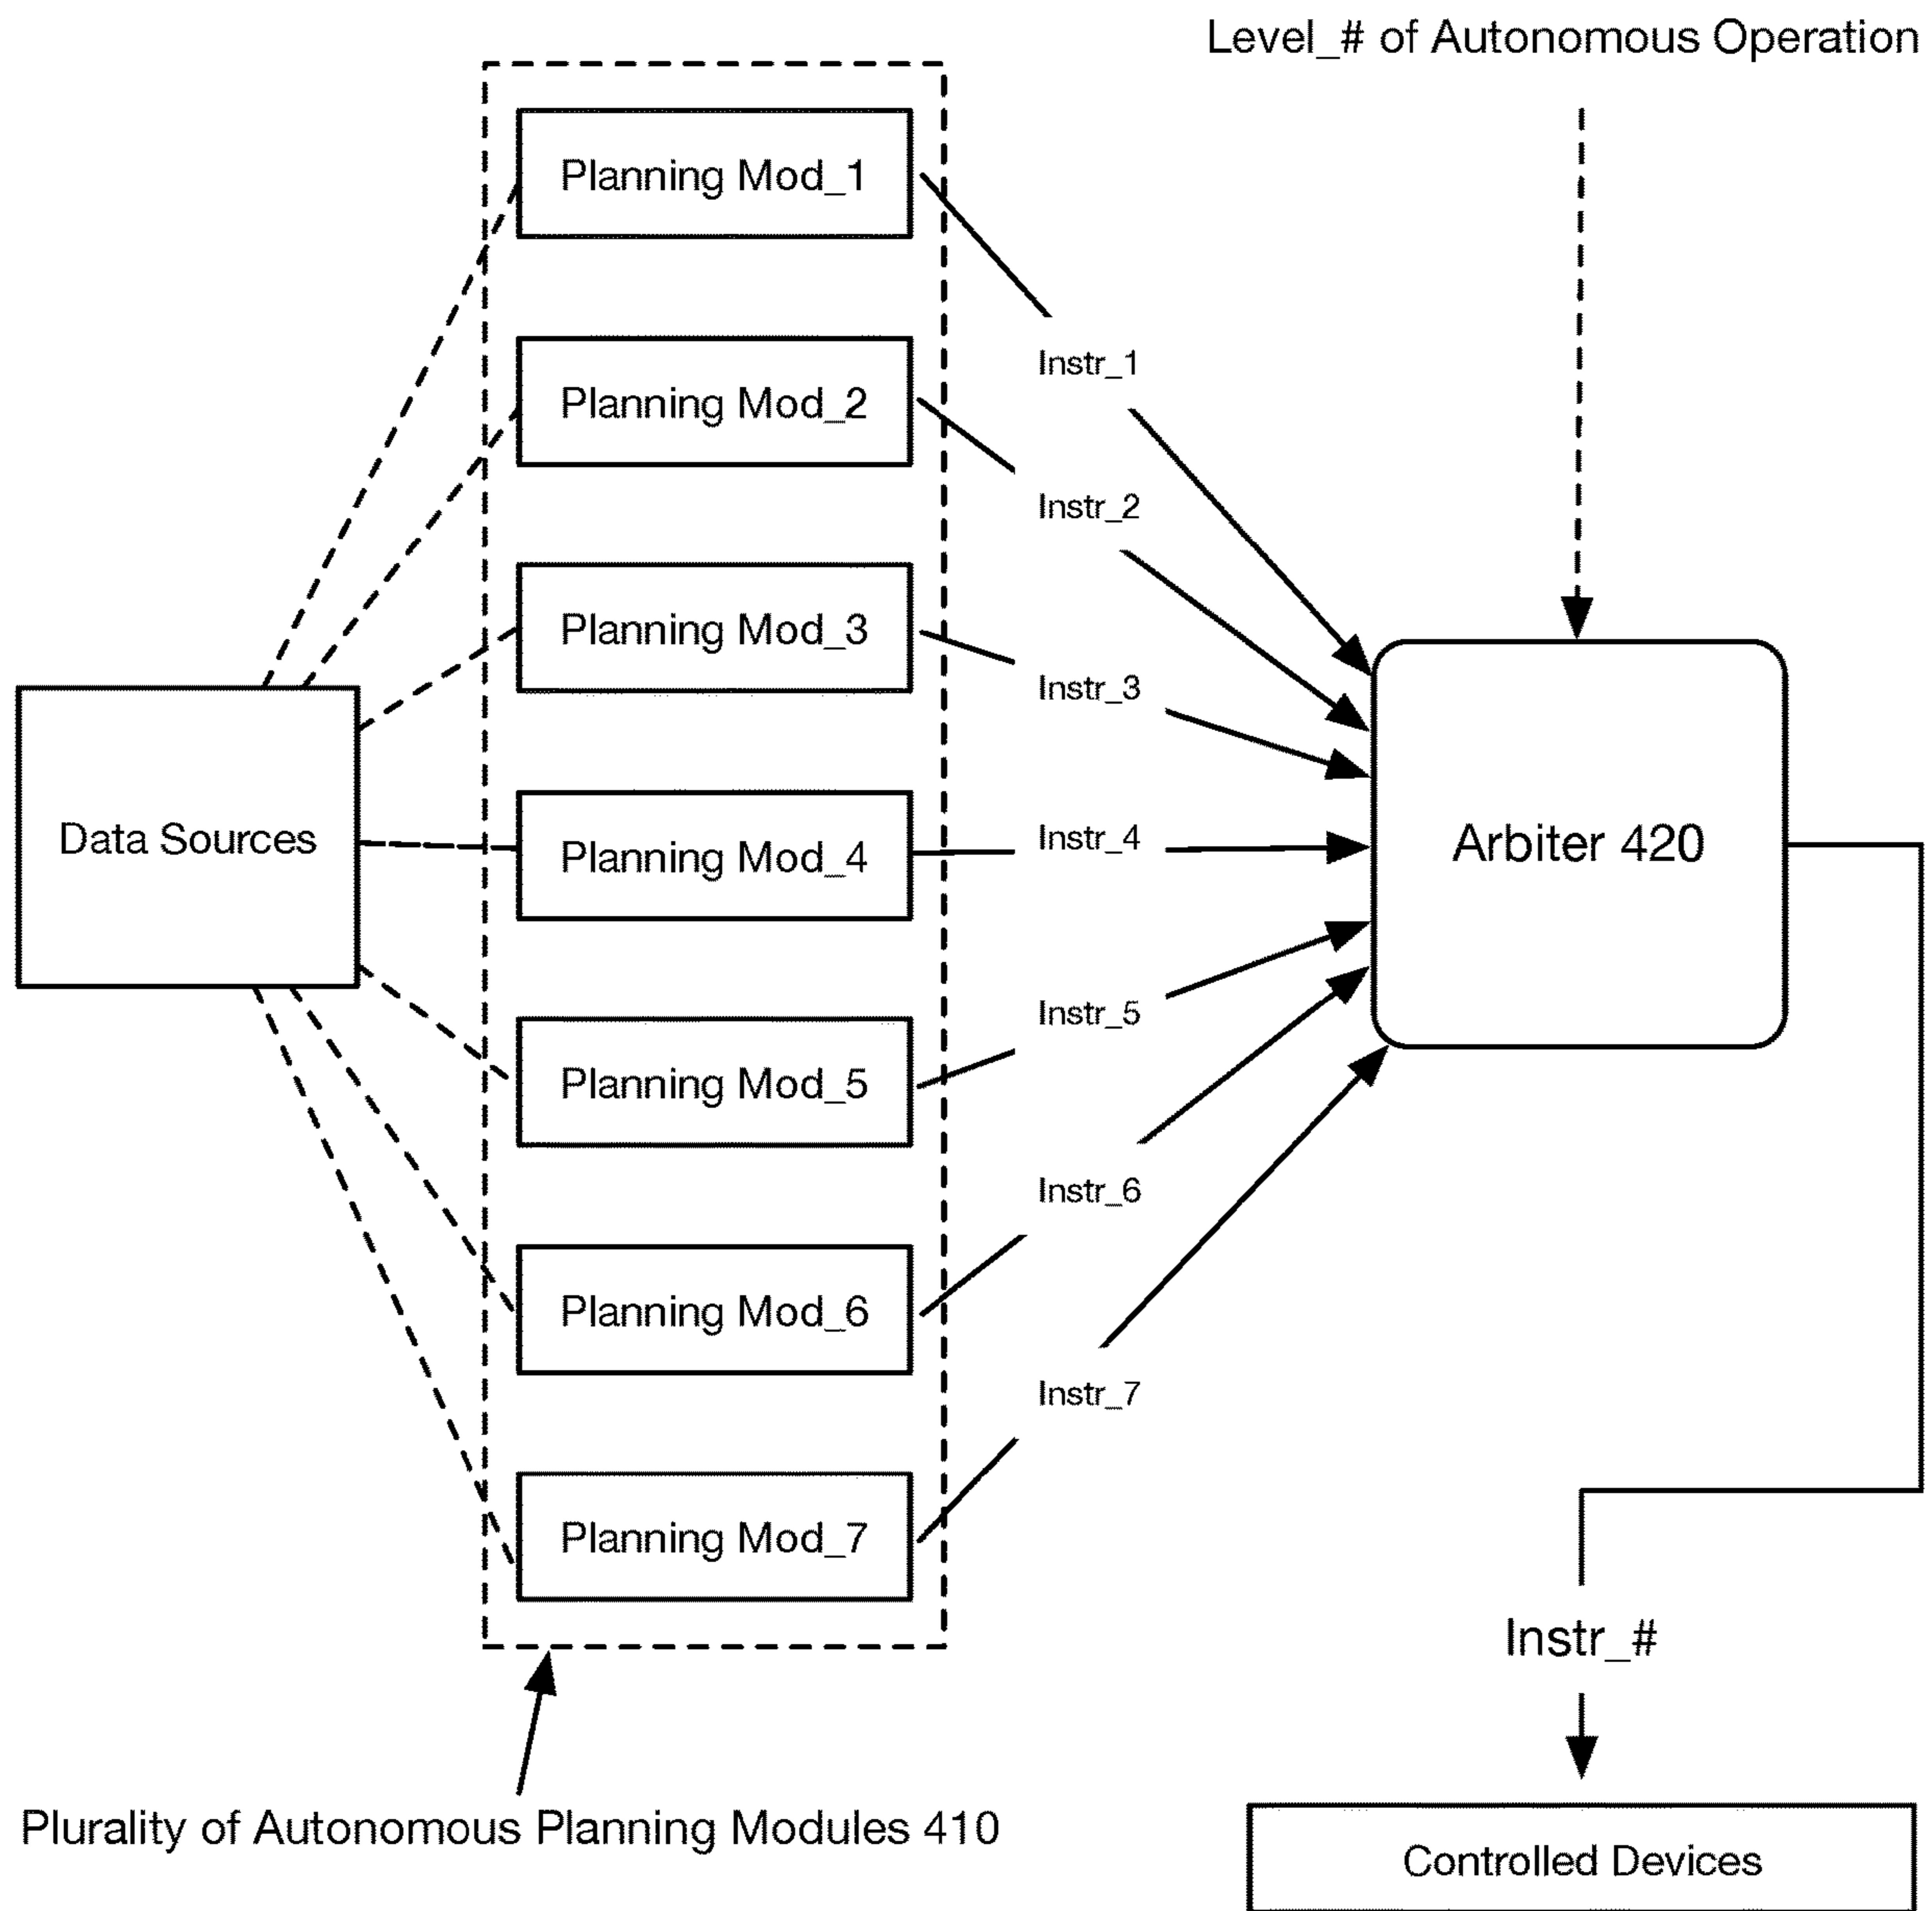 Level_# of Autonomous Operation
Planning Mod_1
Planning Mod_2
Planning Mod_3
Planning Mod_4
Planning Mod_5
Planning Mod_6
Planning Mod_7
Data Sources
Instr_1
Instr_2
Instr_3
Instr_4
Instr_5
Instr_6
Instr_7
Arbiter 420
Instr_#
Plurality of Autonomous Planning Modules 410
Controlled Devices